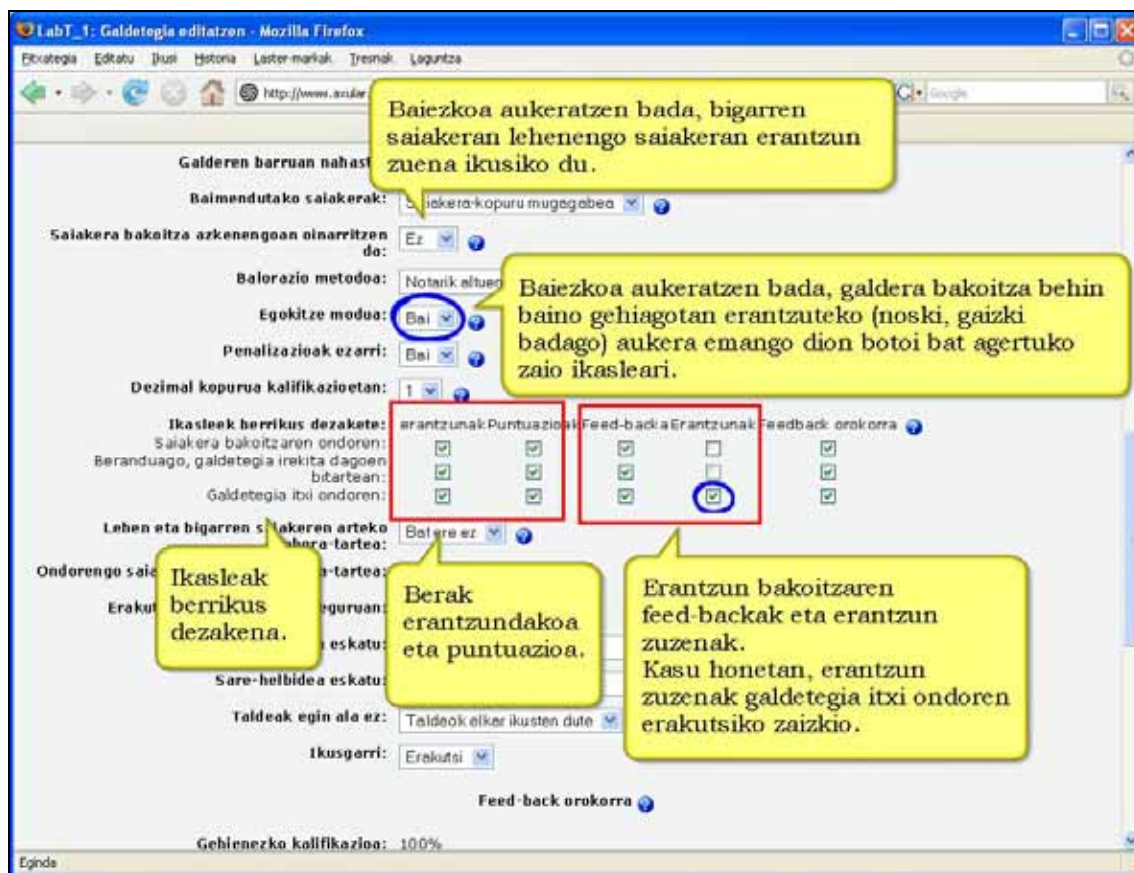 LabT_1: Galdetegia editatzen - Mozilla Firefox
Fitxategia Editatu Ikusi Historia Laster-markak Tresnak Laguntza
http://www.axular
Google
Baiezkoa aukeratzen bada, bigarren
saiakeran lehenengo saiakeran erantzun
zuena ikusiko du.
Galderen barruan
Baimendutako saiakerak: Saiakera-kopuru mugagabea
Saiakera bakoitza azkenengoan oinarritzen
da: Ez
Balorazio metodoa: Notarik
Baiezkoa aukeratzen bada, galdera bakoitza behin
baino gehiagotan erantzuteko (noski, gaizki
badago) aukera emango dion botoi bat agertuko
zaio ikasleari.
Egokitze modua: Bai
Penalizazioak ezarri: Bai
Dezimal kopurua kalifikazioetan: 1
Ikasleek berrikus dezakete: erantzunak Puntuazioak Feed-backa Erantzunak Feedback orokorra
Saiakera bakoitzaren ondoren:
Beranduago, galdetegia irekita dagoen
bitartean:
Galdetegia itxi ondoren:
Lehen eta bigarren saiakeren arteko
tartea: Batere ez
Ikasleak
berrikus
dezakena.
Berak
erantzundakoa
eta puntuazioa.
Erantzun bakoitzaren
feed-backak eta erantzun
zuzenak.
Kasu honetan, erantzun
zuzenak galdetegia itxi ondoren
erakutsiko zaizkio.
Ondorengo
eskatu:
Sare-helbidea eskatu:
Taldeak egin ala ez: Taldeok elkar ikusten dute
Ikusgarri: Erakutsi
Feed-back orokorra
Gehienezko kalifikazioa: 100%
Eginda